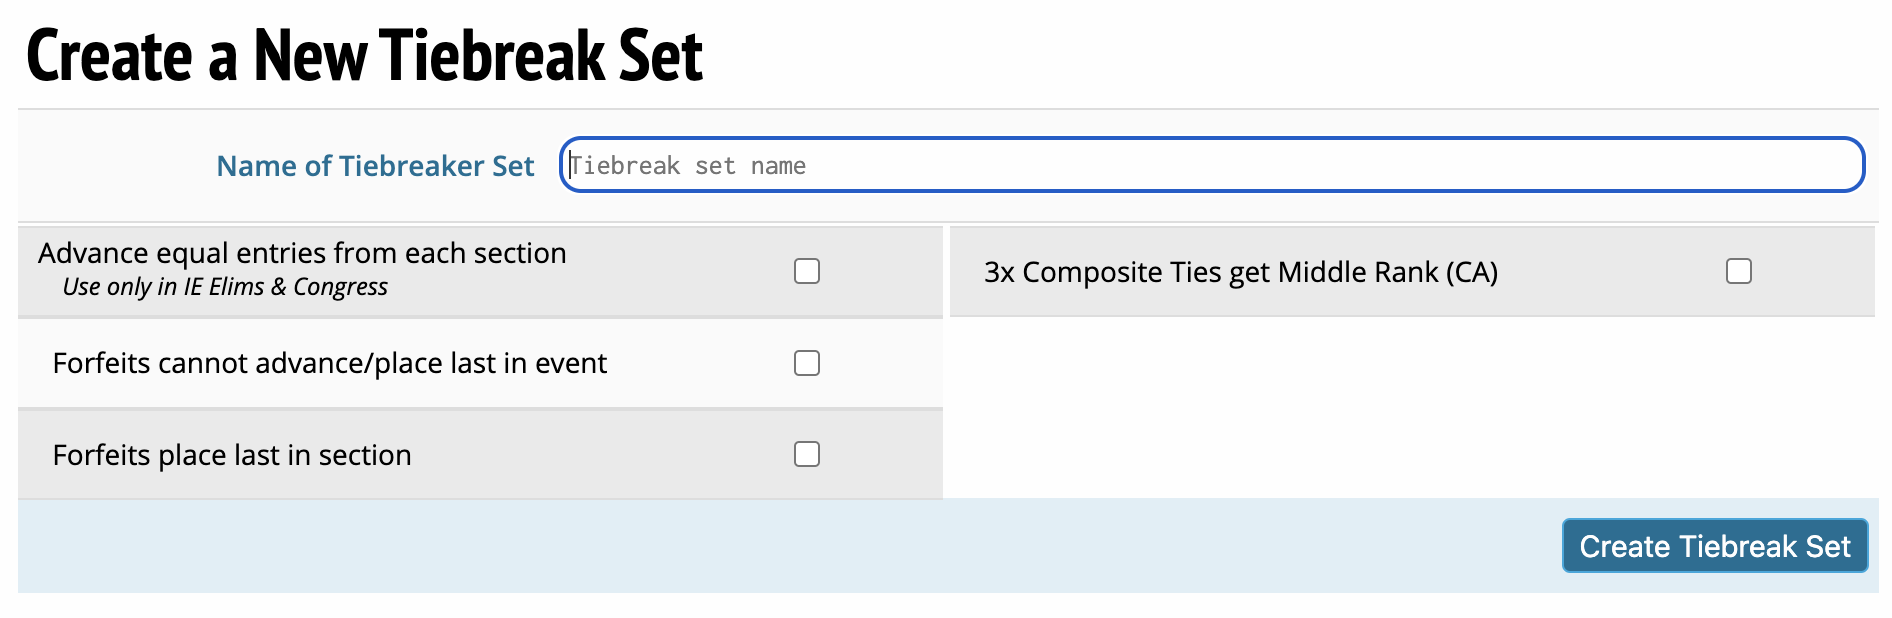 Create a New Tiebreak Set
Name of Tiebreaker Set
Tiebreak set name
Advance equal entries from each section
Use only in IE Elims & Congress
3x Composite Ties get Middle Rank (CA)
Forfeits cannot advance/place last in event
Forfeits place last in section
Create Tiebreak Set